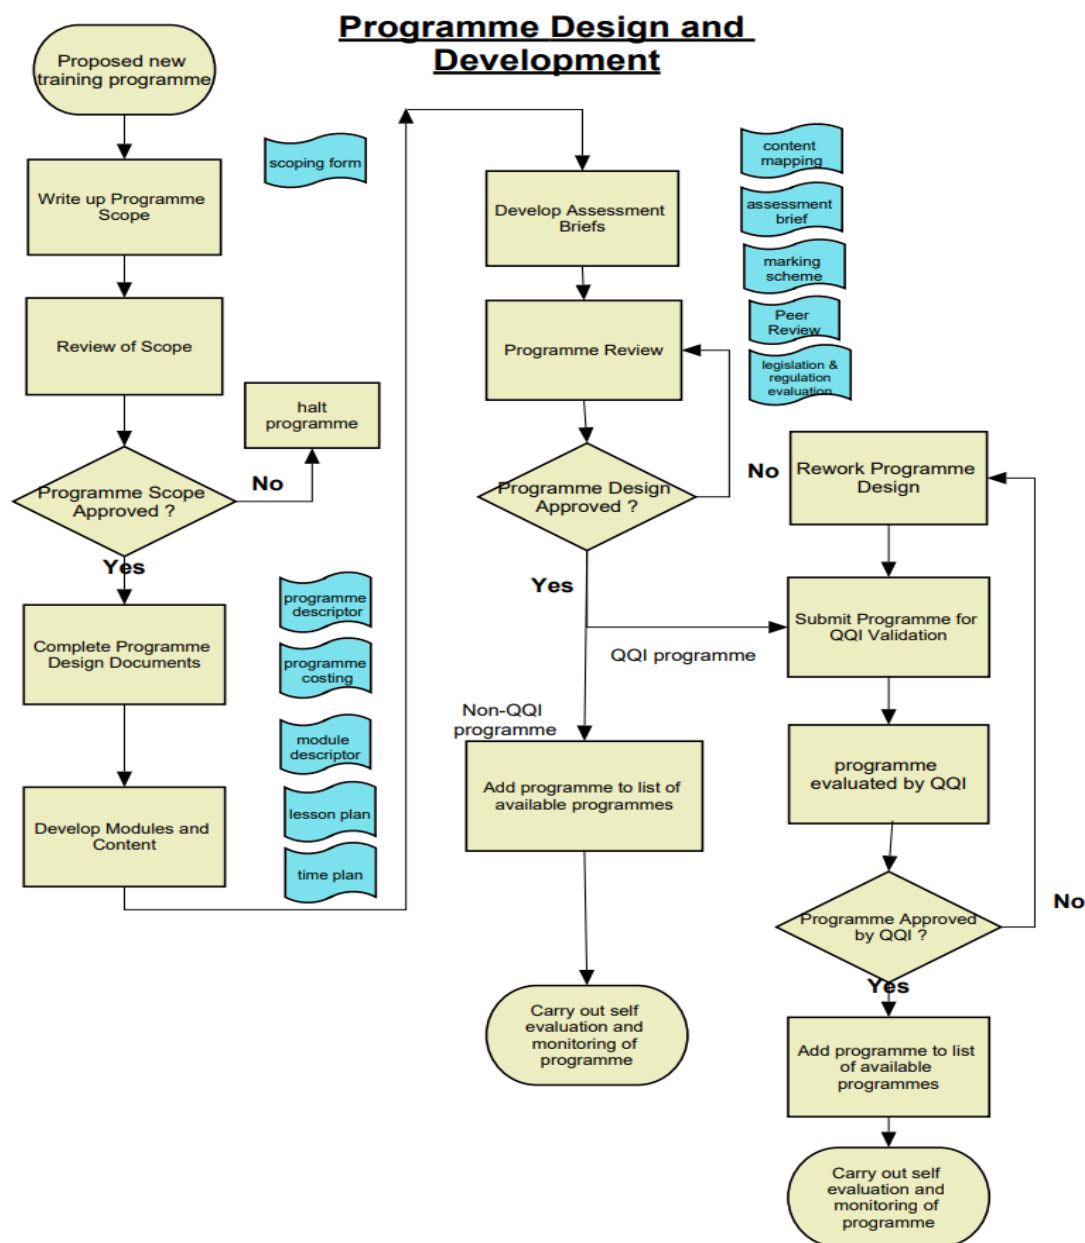 Programme Design and
Development
Proposed new
training programme
Write up Programme
Scope
scoping form
Review of Scope
halt
programme
Programme Scope
Approved ?
No
Yes
Complete Programme
Design Documents
programme
descriptor
programme
costing
module
descriptor
Develop Modules and
Content
lesson plan
time plan
Develop Assessment
Briefs
content
mapping
assessment
brief
marking
scheme
Peer
Review
legislation &
regulation
evaluation
Programme Review
Programme Design
Approved ?
No
Yes
QQI programme
Non-QQI
programme
Add programme to list of
available programmes
Carry out self
evaluation and
monitoring of
programme
Rework Programme
Design
Submit Programme for
QQI Validation
programme
evaluated by QQI
Programme Approved
by QQI ?
No
Yes
Add programme to list
of available
programmes
Carry out self
evaluation and
monitoring of
programme